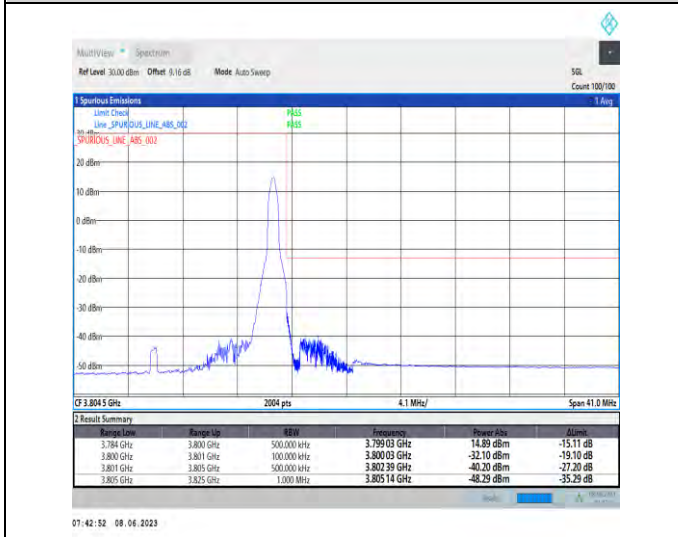 MultiView Spectrum
Ref Level 30.00 dBm Offset 9.16 dB Mode Auto Sweep SGL
Count 100/100
1 Spurious Emissions 1 Avg
Limit Check PASS
Line _SPURIOUS_LINE_ABS_002 PASS
_SPURIOUS_LINE_ABS_002
20 dBm
10 dBm
0 dBm
-10 dBm
-20 dBm
-30 dBm
-40 dBm
-50 dBm
CF 3.804 5 GHz 2004 pts 4.1 MHz/ Span 41.0 MHz
2 Result Summary
Range Low Range Up RBW Frequency Power Abs ΔLimit
3.784 GHz 3.800 GHz 500.000 kHz 3.799 03 GHz 14.89 dBm -15.11 dB
3.800 GHz 3.801 GHz 100.000 kHz 3.800 03 GHz -32.10 dBm -19.10 dB
3.801 GHz 3.805 GHz 500.000 kHz 3.802 39 GHz -40.20 dBm -27.20 dB
3.805 GHz 3.825 GHz 1.000 MHz 3.805 14 GHz -48.29 dBm -35.29 dB
07:42:52 08.06.2023